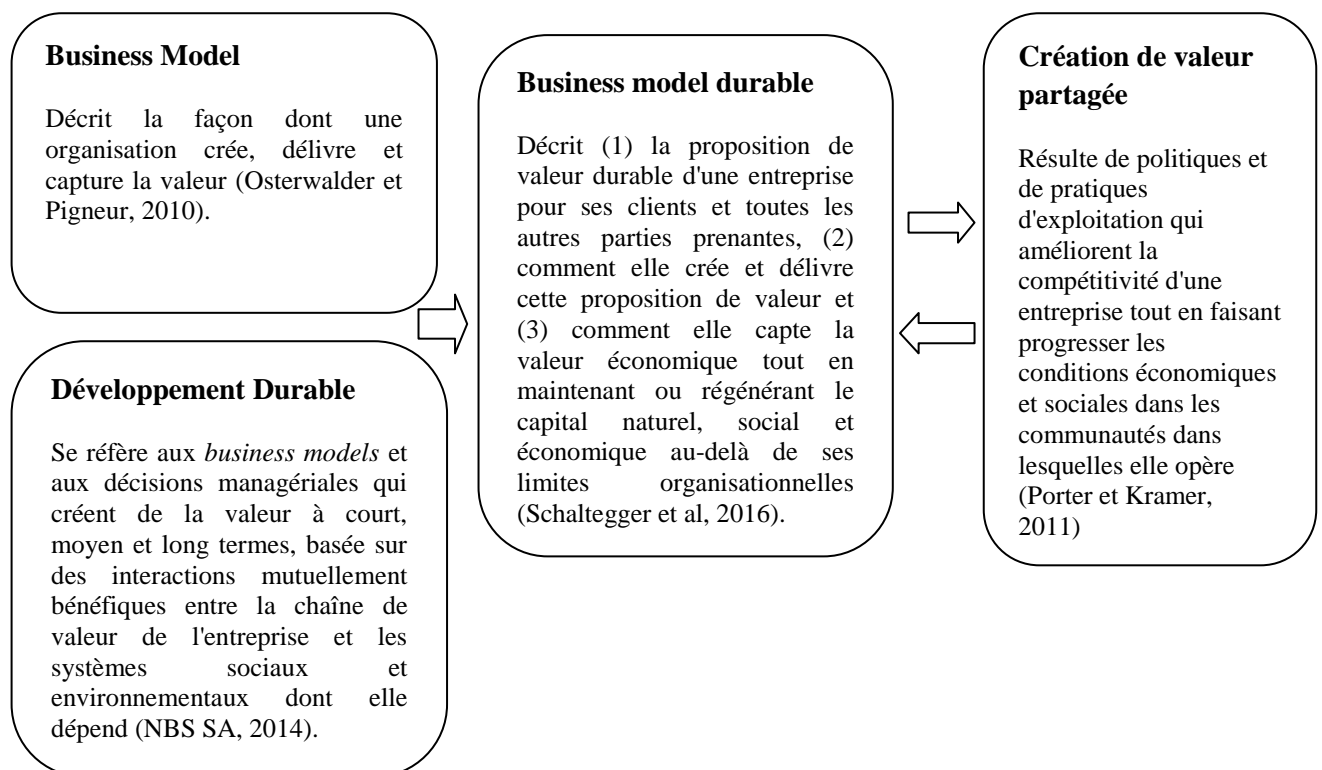 Business Model
Décrit la façon dont une
organisation crée, délivre et
capture la valeur (Osterwalder et
Pigneur, 2010).
Développement Durable
Se réfère aux business models et
aux décisions managériales qui
créent de la valeur à court,
moyen et long termes, basée sur
des interactions mutuellement
bénéfiques entre la chaîne de
valeur de l'entreprise et les
systèmes sociaux et
environnementaux dont elle
dépend (NBS SA, 2014).
Business model durable
Décrit (1) la proposition de
valeur durable d'une entreprise
pour ses clients et toutes les
autres parties prenantes, (2)
comment elle crée et délivre
cette proposition de valeur et
(3) comment elle capte la
valeur économique tout en
maintenant ou régénérant le
capital naturel, social et
économique au-delà de ses
limites organisationnelles
(Schaltegger et al, 2016).
Création de valeur
partagée
Résulte de politiques et
de pratiques
d'exploitation qui
améliorent la
compétitivité d'une
entreprise tout en faisant
progresser les
conditions économiques
et sociales dans les
communautés dans
lesquelles elle opère
(Porter et Kramer,
2011)